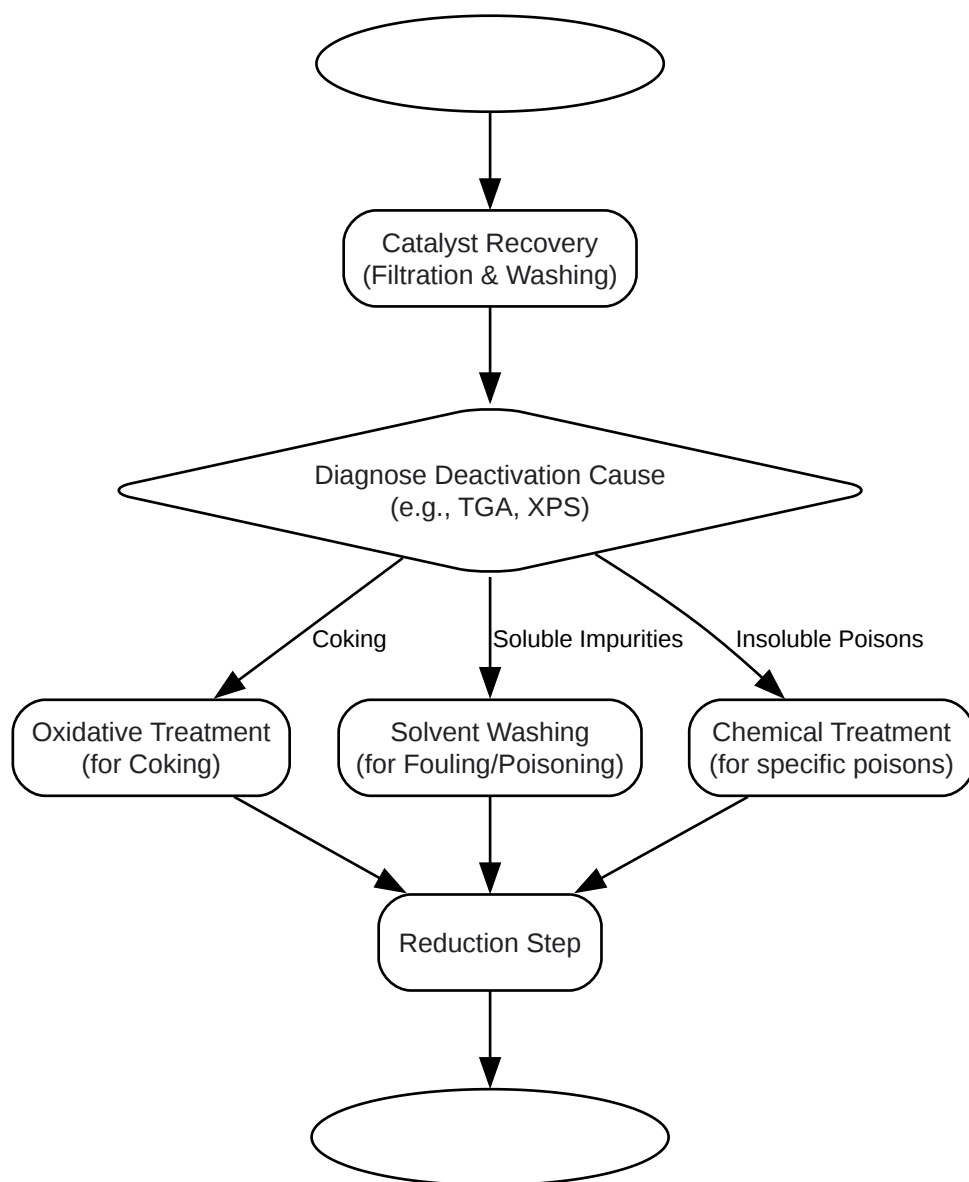 Catalyst Recovery
(Filtration & Washing)
Diagnose Deactivation Cause
(e.g., TGA, XPS)
Coking
Soluble Impurities
Insoluble Poisons
Oxidative Treatment
(for Coking)
Solvent Washing
(for Fouling/Poisoning)
Chemical Treatment
(for specific poisons)
Reduction Step